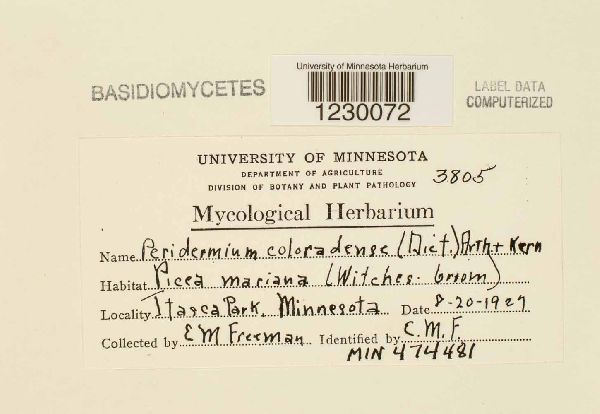 University of Minnesota Herbarium
BASIDIOMYCETES
1230072
LABEL DATA
COMPUTERIZED
UNIVERSITY OF MINNESOTA
DEPARTMENT OF AGRICULTURE
DIVISION OF BOTANY AND PLANT PATHOLOGY
3805
Mycological Herbarium
Name Peridermium coloradense (Diet.) Arth + Kern
Habitat Picea mariana (Witches-broom)
Locality Itasca Park, Minnesota Date 8-20-1927
Collected by E M Freeman Identified by E.M.F.
MIN 474481